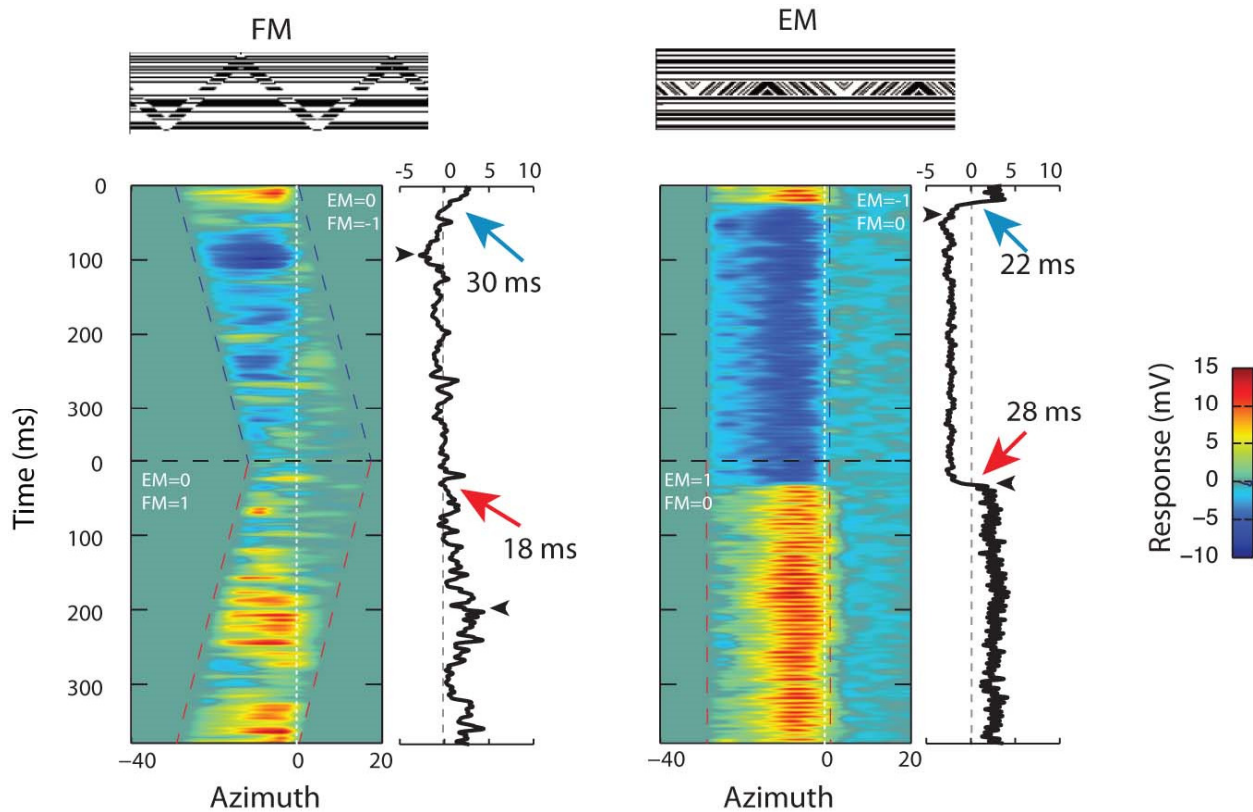 FM
EM
-5 0 5 10
-5 0 5 10
0
100
200
300
0
100
200
300
Time (ms)
EM=0
FM=-1
30 ms
EM=0
FM=1
18 ms
EM=-1
FM=0
22 ms
28 ms
EM=1
FM=0
−40 0 20
Azimuth
−40 0 20
Azimuth
Reiponse (mV)
15
10
5
0
−5
−10